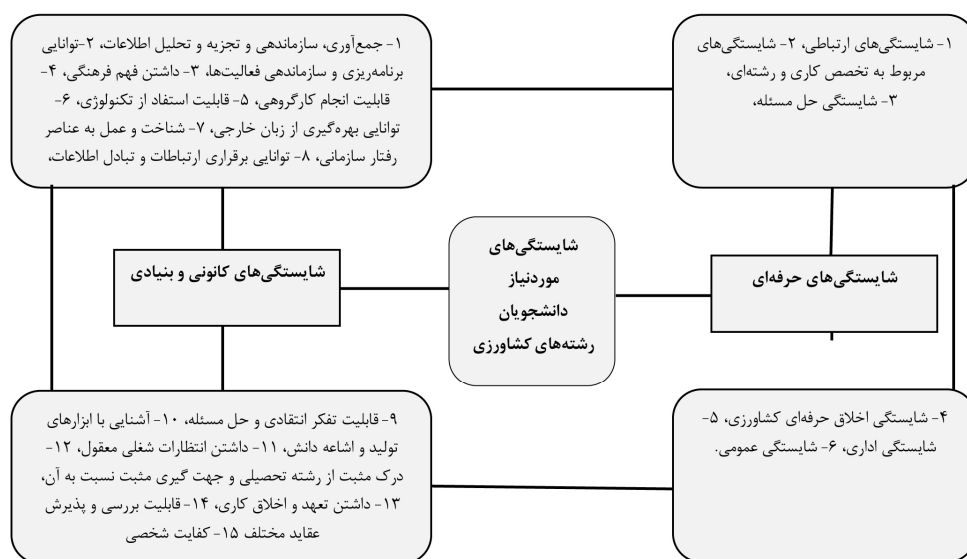 ۱- شایستگی‌های ارتباطی، ۲- شایستگی‌های
مربوط به تخصص کاری و رشته‌ای،
۳- شایستگی حل مسئله،
۱- جمع‌آوری، سازماندهی و تجزیه و تحلیل اطلاعات، ۲-توانایی
برنامه‌ریزی و سازماندهی فعالیت‌ها، ۳- داشتن فهم فرهنگی، ۴-
قابلیت انجام کارگروهی، ۵- قابلیت استفاد از تکنولوژی، ۶-
توانایی بهره‌گیری از زبان خارجی، ۷- شناخت و عمل به عناصر
رفتار سازمانی، ۸- توانایی برقراری ارتباطات و تبادل اطلاعات،
شایستگی‌های حرفه‌ای
شایستگی‌های
موردنیاز
دانشجویان
رشته‌های کشاورزی
شایستگی‌های کانونی و بنیادی
۴- شایستگی اخلاق حرفه‌ای کشاورزی، ۵-
شایستگی اداری، ۶- شایستگی عمومی.
۹- قابلیت تفکر انتقادی و حل مسئله، ۱۰- آشنایی با ابزارهای
تولید و اشاعه دانش، ۱۱- داشتن انتظارات شغلی معقول، ۱۲-
درک مثبت از رشته تحصیلی و جهت گیری مثبت نسبت به آن،
۱۳- داشتن تعهد و اخلاق کاری، ۱۴- قابلیت بررسی و پذیرش
عقاید مختلف ۱۵- کفایت شخصی